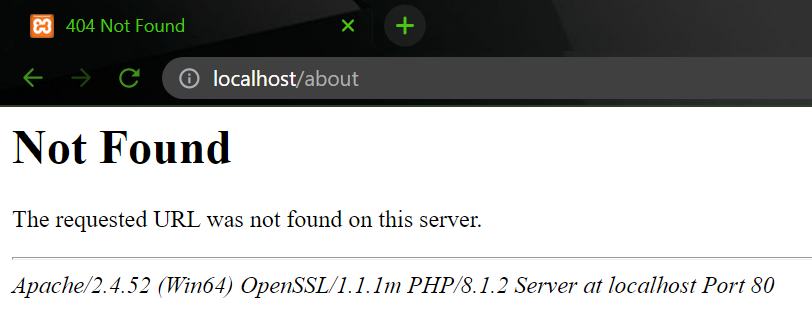 404 Not Found
localhost/about
Not Found
The requested URL was not found on this server.
Apache/2.4.52 (Win64) OpenSSL/1.1.1m PHP/8.1.2 Server at localhost Port 80